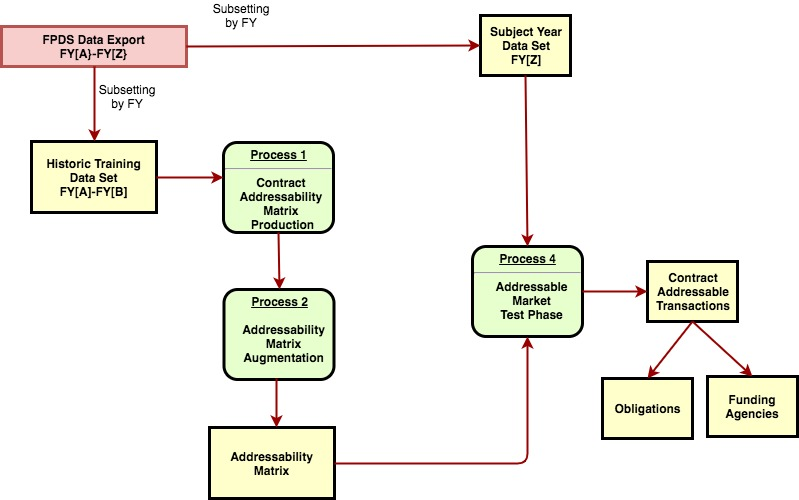 Subsetting
by FY
FPDS Data Export
FY[A}-FY[Z}
Subject Year
Data Set
FY[Z]
Subsetting
by FY
Historic Training
Data Set
FY[A]-FY[B]
Process 1
Contract
Addressability
Matrix
Production
Process 2
Addressability
Matrix
Augmentation
Process 4
Addressable
Market
Test Phase
Contract
Addressable
Transactions
Obligations
Funding
Agencies
Addressability
Matrix